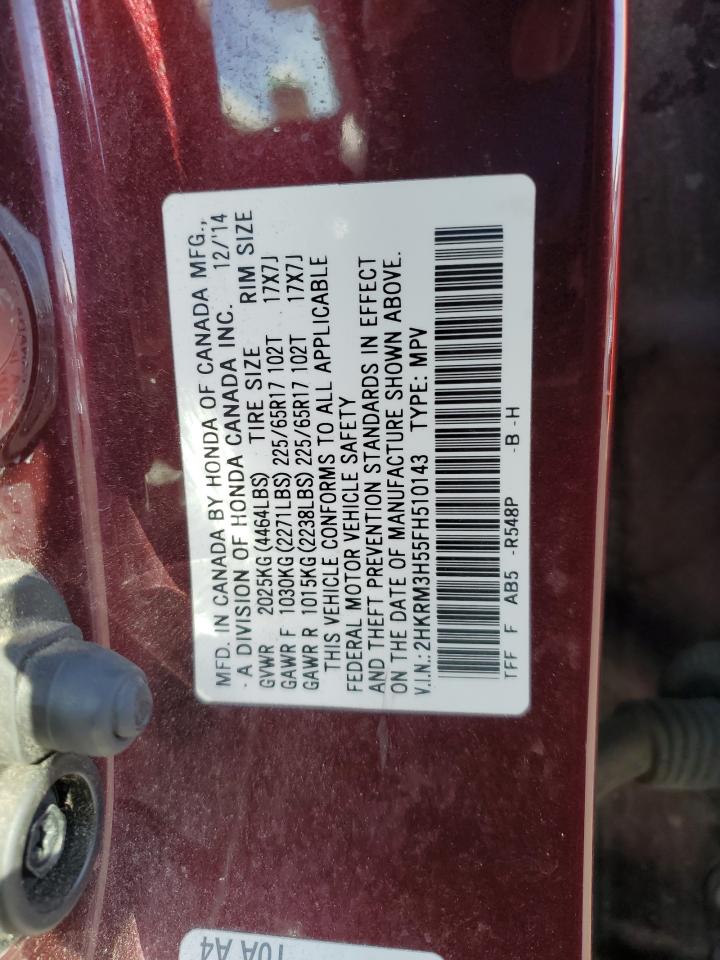 MFD. IN CANADA BY HONDA OF CANADA MFG.,
- A DIVISION OF HONDA CANADA INC. 12/'14
GVWR 2025KG(4464LBS) TIRE SIZE RIM SIZE
GAWR F 1030KG(2271LBS) 225/65R17 102T 17X7J
GAWR R 1015KG(2238LBS) 225/65R17 102T 17X7J
THIS VEHICLE CONFORMS TO ALL APPLICABLE
FEDERAL MOTOR VEHICLE SAFETY
AND THEFT PREVENTION STANDARDS IN EFFECT
ON THE DATE OF MANUFACTURE SHOWN ABOVE.
V.I.N.: 2HKRM3H55FH510143 TYPE: MPV
TFF F AB5 -R548P -B -H
10A A4